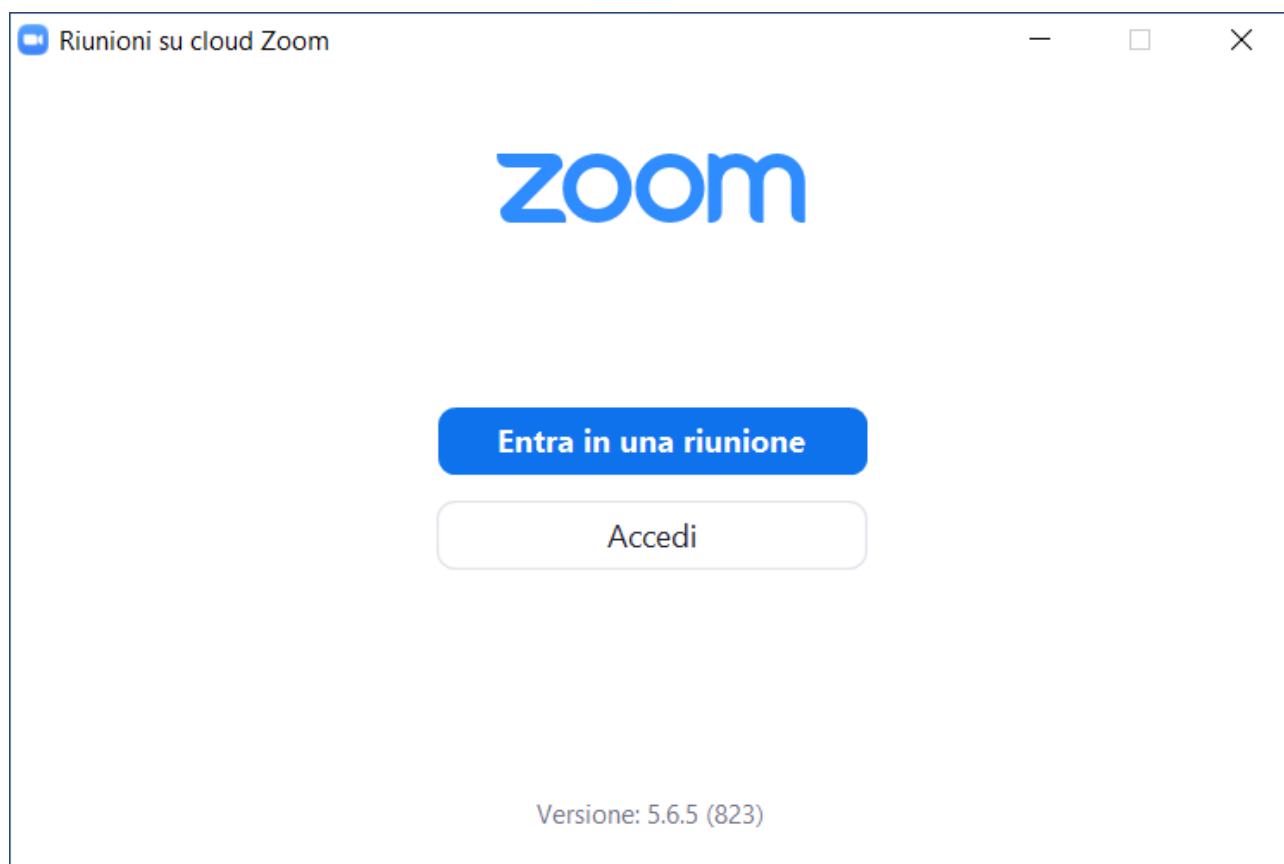 Riunioni su cloud Zoom
zoom
Entra in una riunione
Accedi
Versione: 5.6.5 (823)